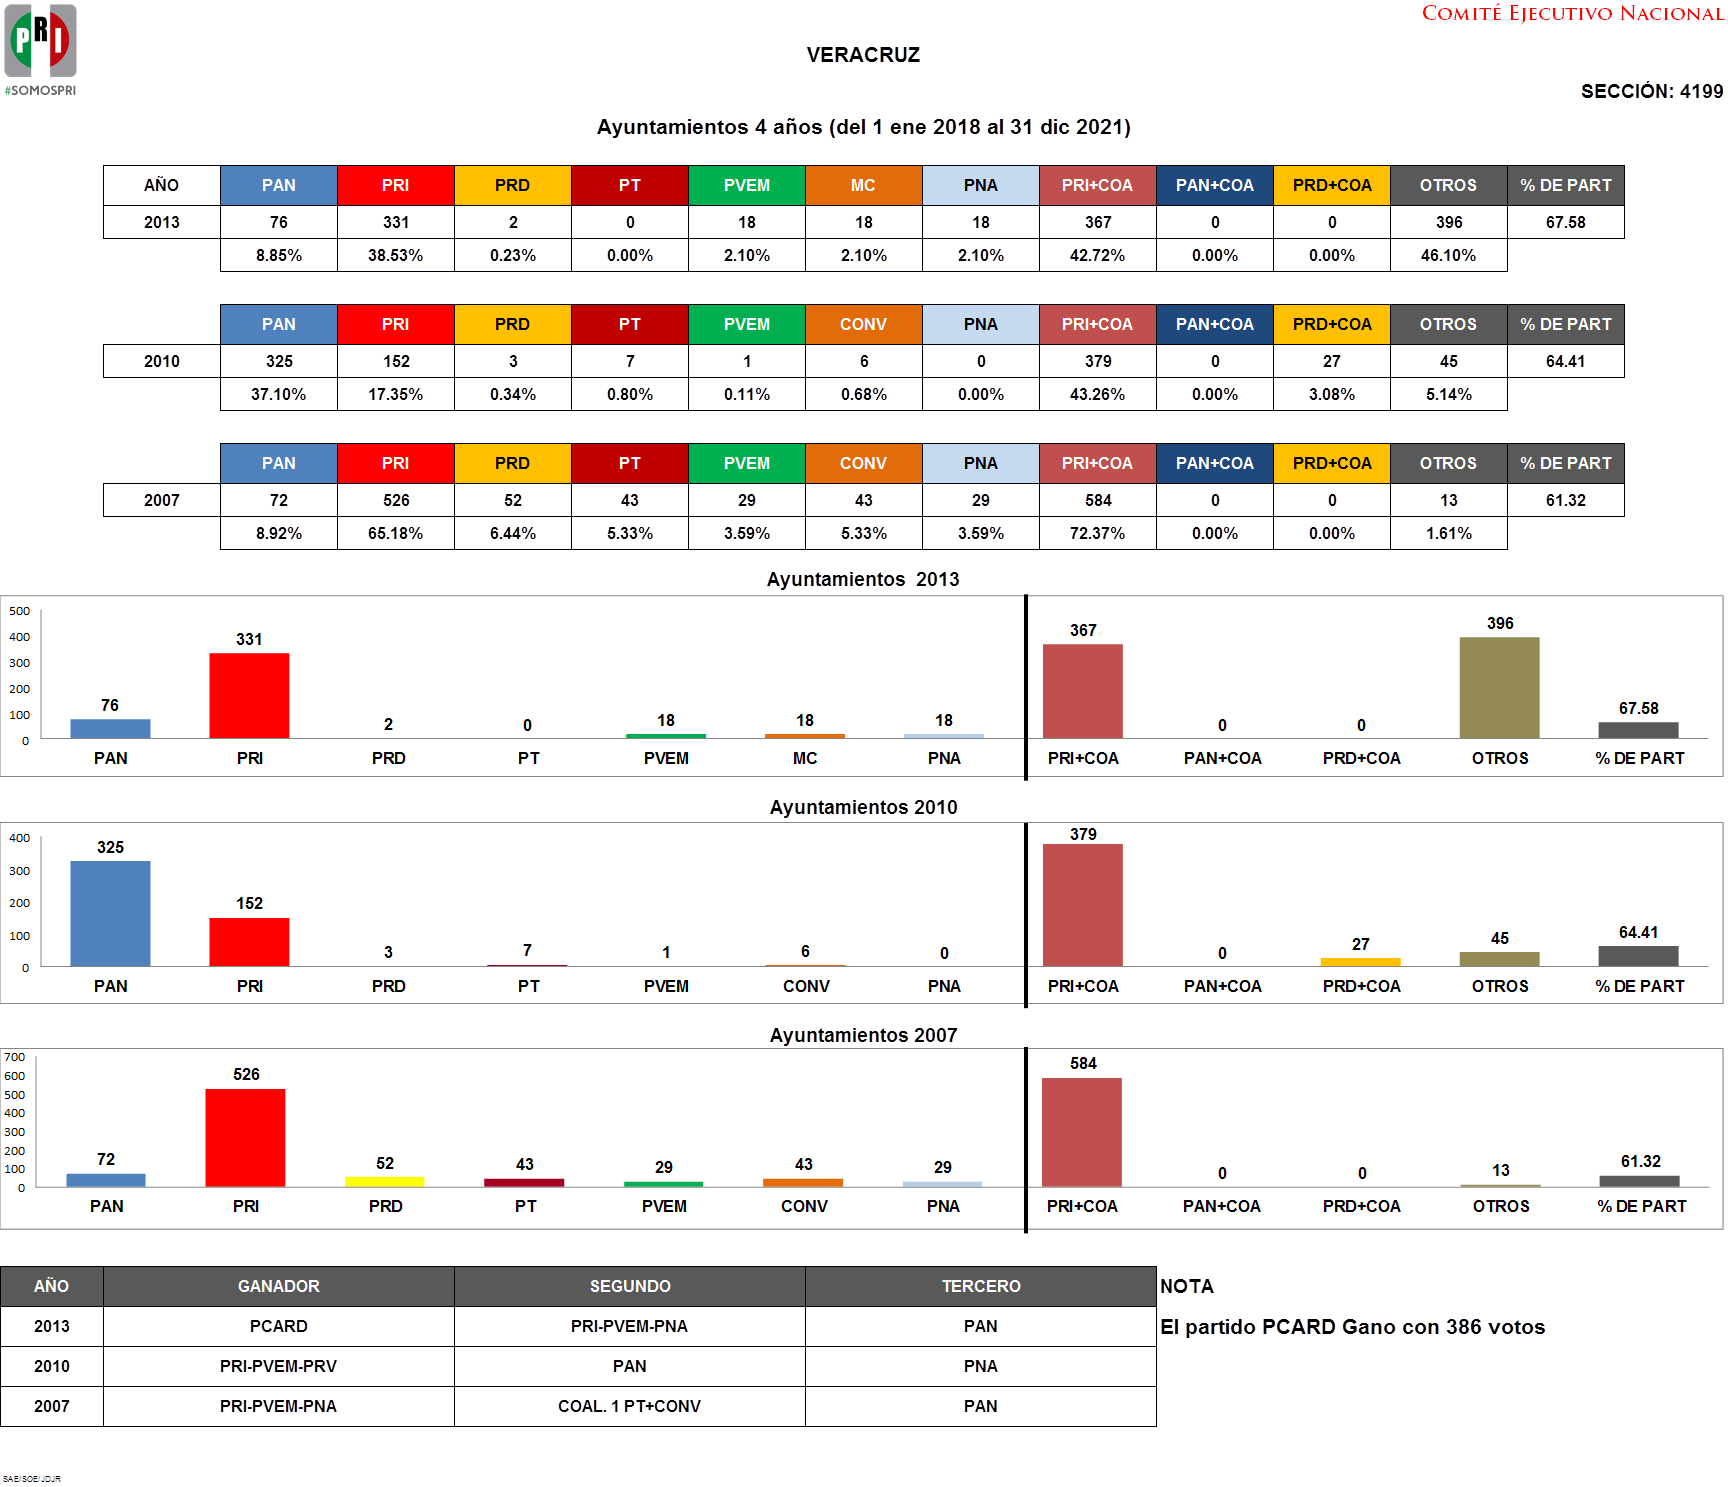 PRI
#SOMOSPRI
COMITÉ EJECUTIVO NACIONAL
VERACRUZ
SECCIÓN: 4199
Ayuntamientos 4 años (del 1 ene 2018 al 31 dic 2021)
AÑO PAN PRI PRD PT PVEM MC PNA PRI+COA PAN+COA PRD+COA OTROS % DE PART
2013 76 331 2 0 18 18 18 367 0 0 396 67.58
8.85% 38.53% 0.23% 0.00% 2.10% 2.10% 2.10% 42.72% 0.00% 0.00% 46.10%
PAN PRI PRD PT PVEM CONV PNA PRI+COA PAN+COA PRD+COA OTROS % DE PART
2010 325 152 3 7 1 6 0 379 0 27 45 64.41
37.10% 17.35% 0.34% 0.80% 0.11% 0.68% 0.00% 43.26% 0.00% 3.08% 5.14%
PAN PRI PRD PT PVEM CONV PNA PRI+COA PAN+COA PRD+COA OTROS % DE PART
2007 72 526 52 43 29 43 29 584 0 0 13 61.32
8.92% 65.18% 6.44% 5.33% 3.59% 5.33% 3.59% 72.37% 0.00% 0.00% 1.61%
Ayuntamientos 2013
500
400
300
200
100
0
76 331 2 0 18 18 18 367 0 0 396 67.58
PAN PRI PRD PT PVEM MC PNA PRI+COA PAN+COA PRD+COA OTROS % DE PART
Ayuntamientos 2010
400
300
200
100
0
325 152 3 7 1 6 0 379 0 27 45 64.41
PAN PRI PRD PT PVEM CONV PNA PRI+COA PAN+COA PRD+COA OTROS % DE PART
Ayuntamientos 2007
700
600
500
400
300
200
100
0
72 526 52 43 29 43 29 584 0 0 13 61.32
PAN PRI PRD PT PVEM CONV PNA PRI+COA PAN+COA PRD+COA OTROS % DE PART
AÑO GANADOR SEGUNDO TERCERO NOTA
2013 PCARD PRI-PVEM-PNA PAN El partido PCARD Gano con 386 votos
2010 PRI-PVEM-PRV PAN PNA
2007 PRI-PVEM-PNA COAL. 1 PT+CONV PAN
SAE/SOE/JDJR